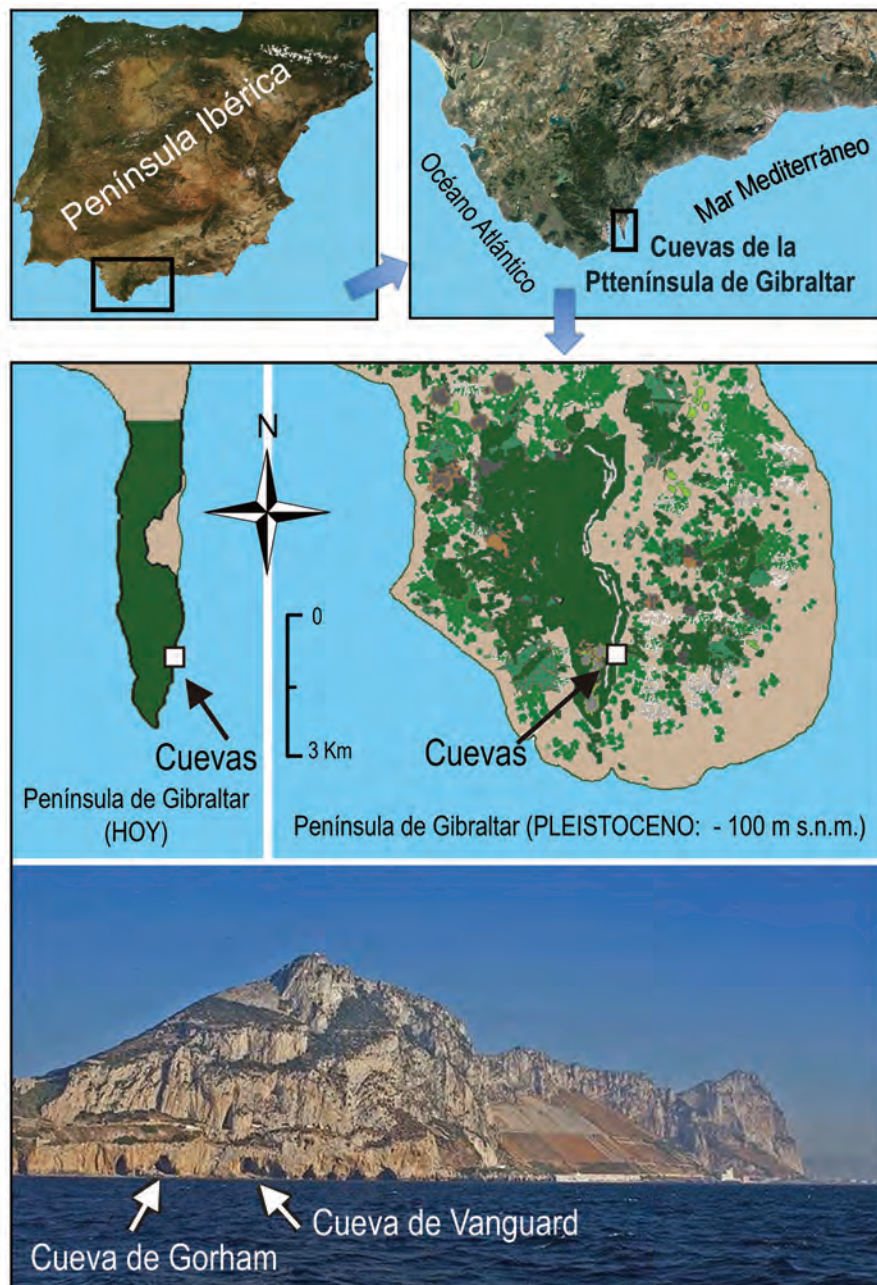 Península Ibérica
Océano Atlántico
Mar Mediterráneo
Cuevas de la
Pttenínsula de Gibraltar
N
0
3 Km
Cuevas
Península de Gibraltar
(HOY)
Cuevas
Península de Gibraltar (PLEISTOCENO: - 100 m s.n.m.)
Cueva de Vanguard
Cueva de Gorham